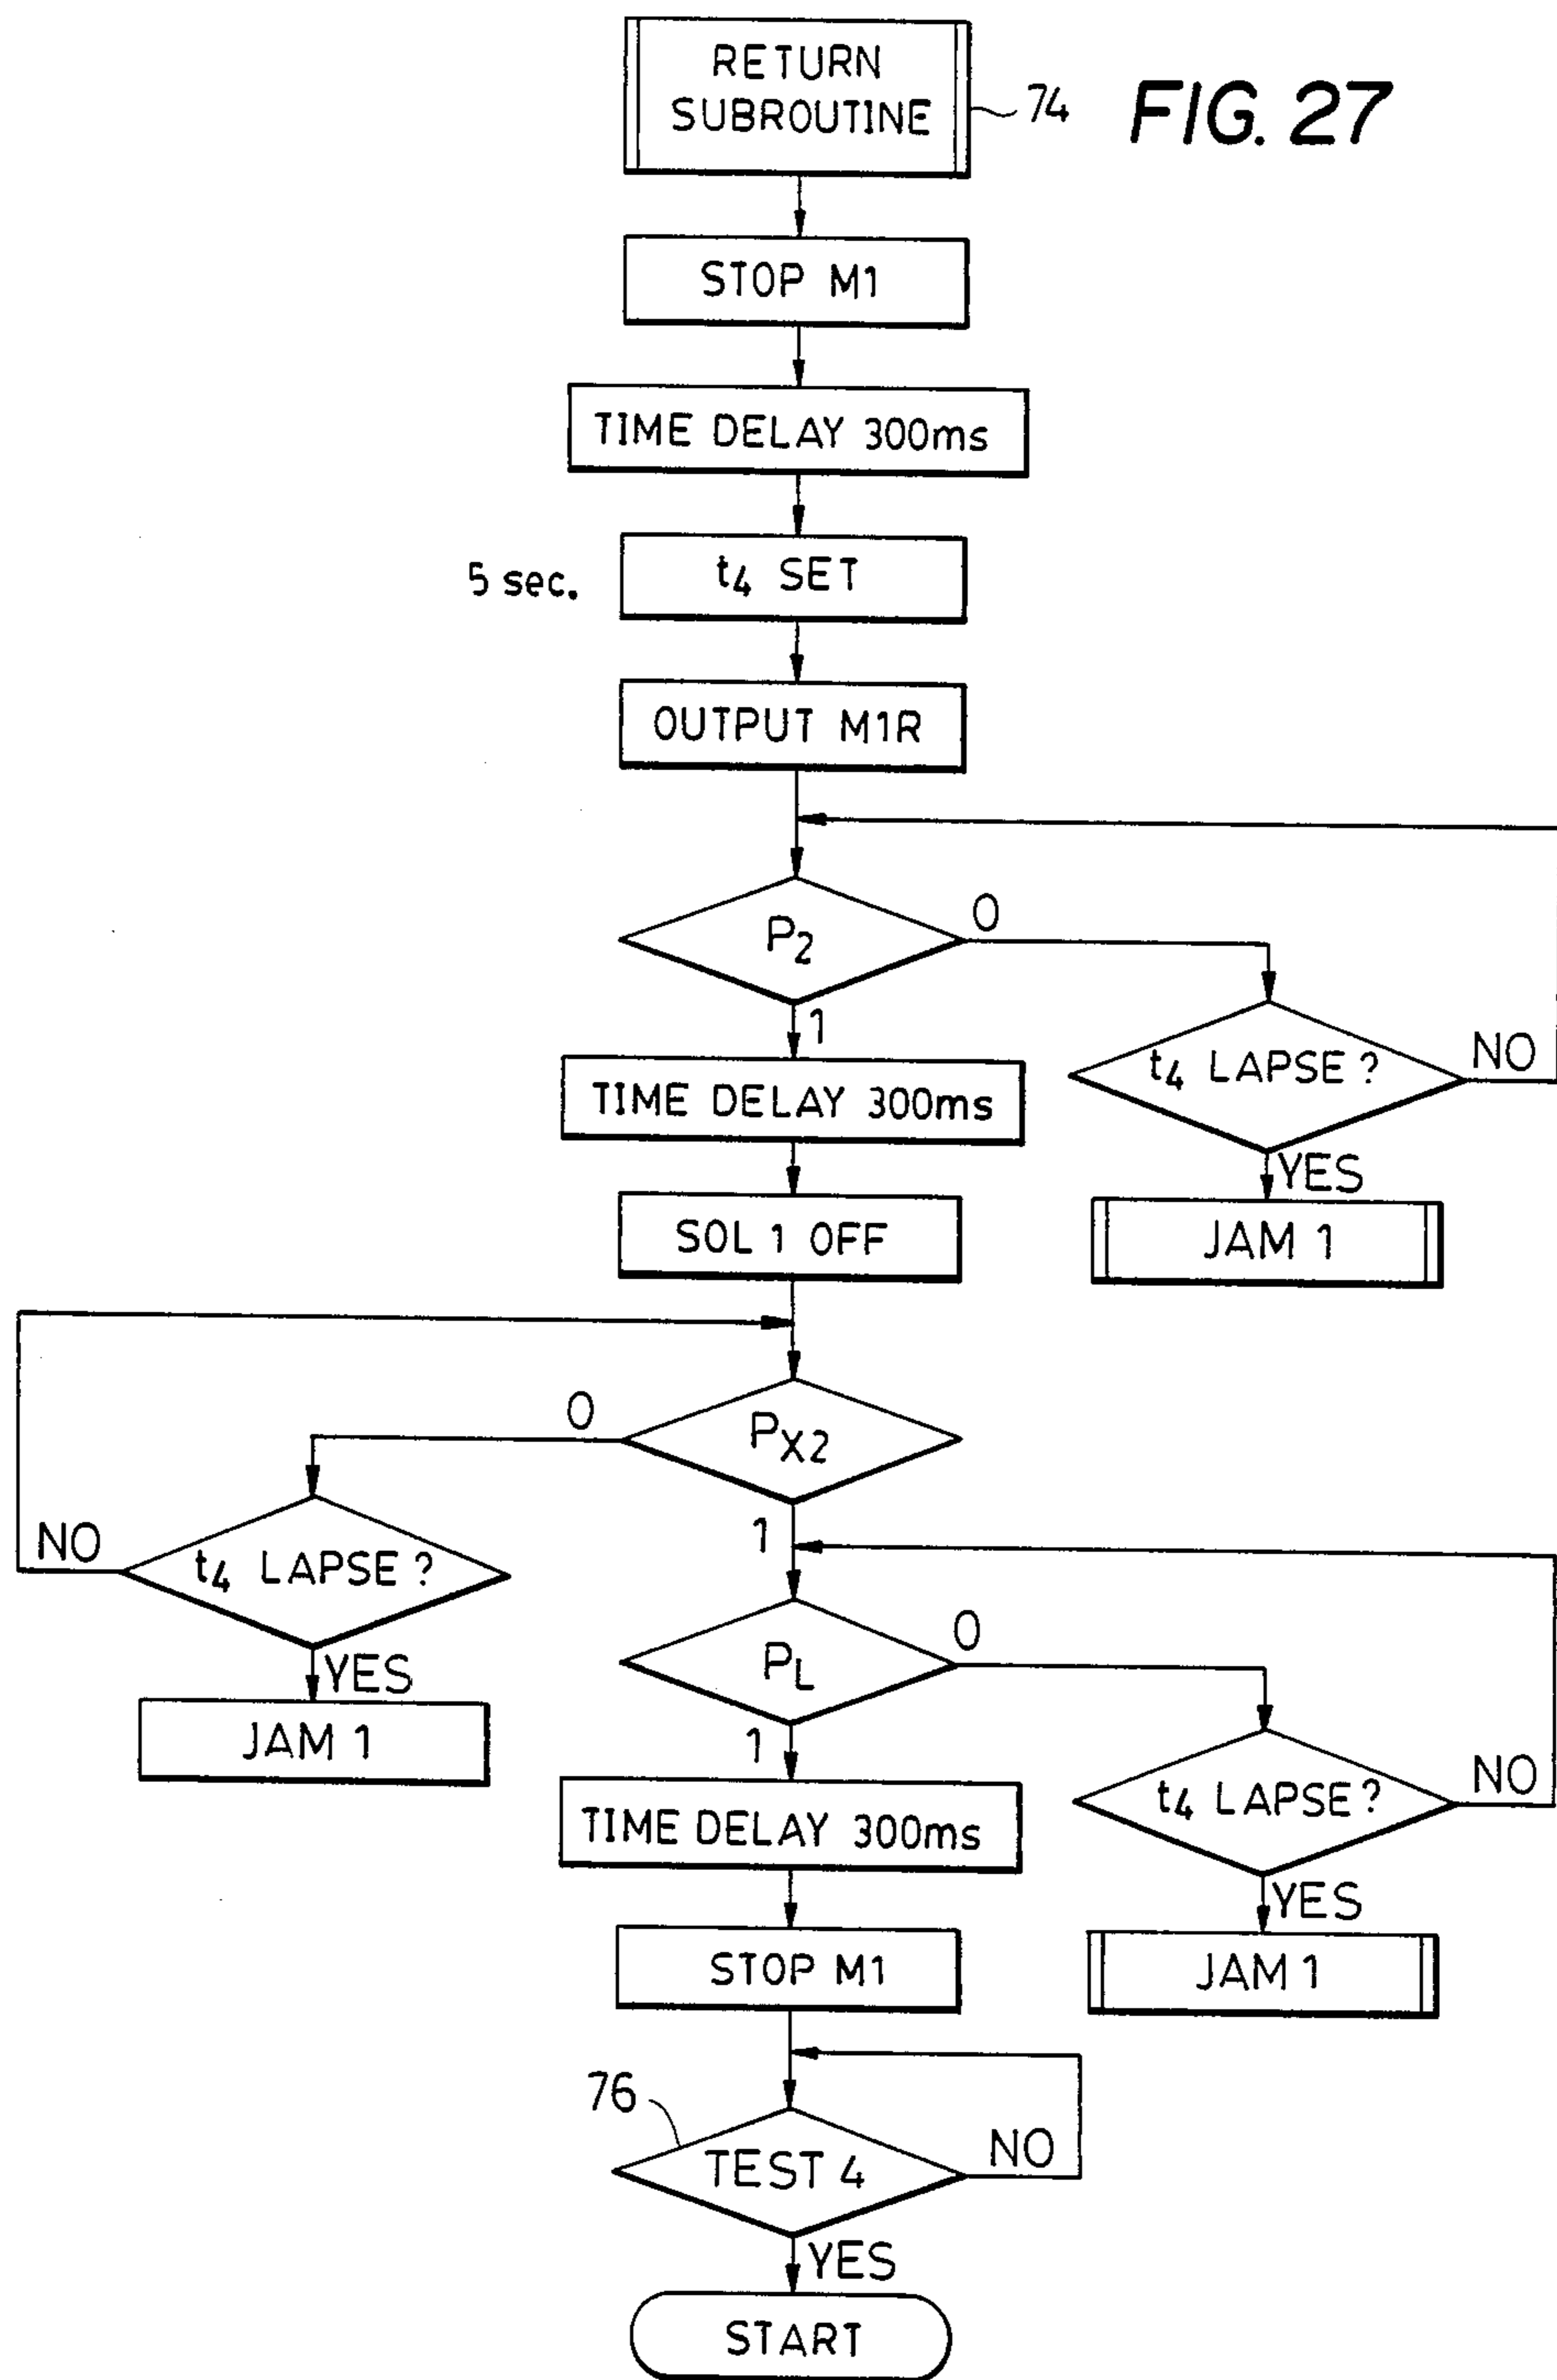 RETURN
SUBROUTINE
74
FIG. 27
STOP M1
TIME DELAY 300ms
5 sec.
t4 SET
OUTPUT M1R
P2
0
1
t4 LAPSE ?
NO
YES
JAM 1
TIME DELAY 300ms
SOL 1 OFF
PX2
0
1
t4 LAPSE ?
NO
YES
JAM 1
PL
0
1
t4 LAPSE ?
NO
YES
JAM 1
TIME DELAY 300ms
STOP M1
76
TEST 4
NO
YES
START